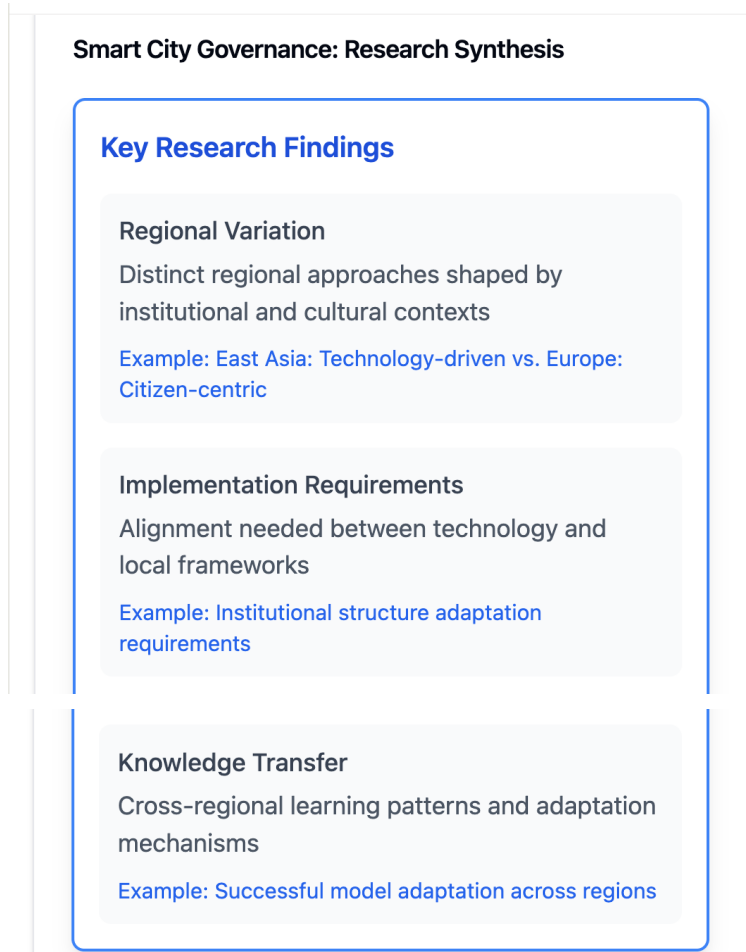 Smart City Governance: Research Synthesis
Key Research Findings
Regional Variation
Distinct regional approaches shaped by
institutional and cultural contexts
Example: East Asia: Technology-driven vs. Europe:
Citizen-centric
Implementation Requirements
Alignment needed between technology and
local frameworks
Example: Institutional structure adaptation
requirements
Knowledge Transfer
Cross-regional learning patterns and adaptation
mechanisms
Example: Successful model adaptation across regions